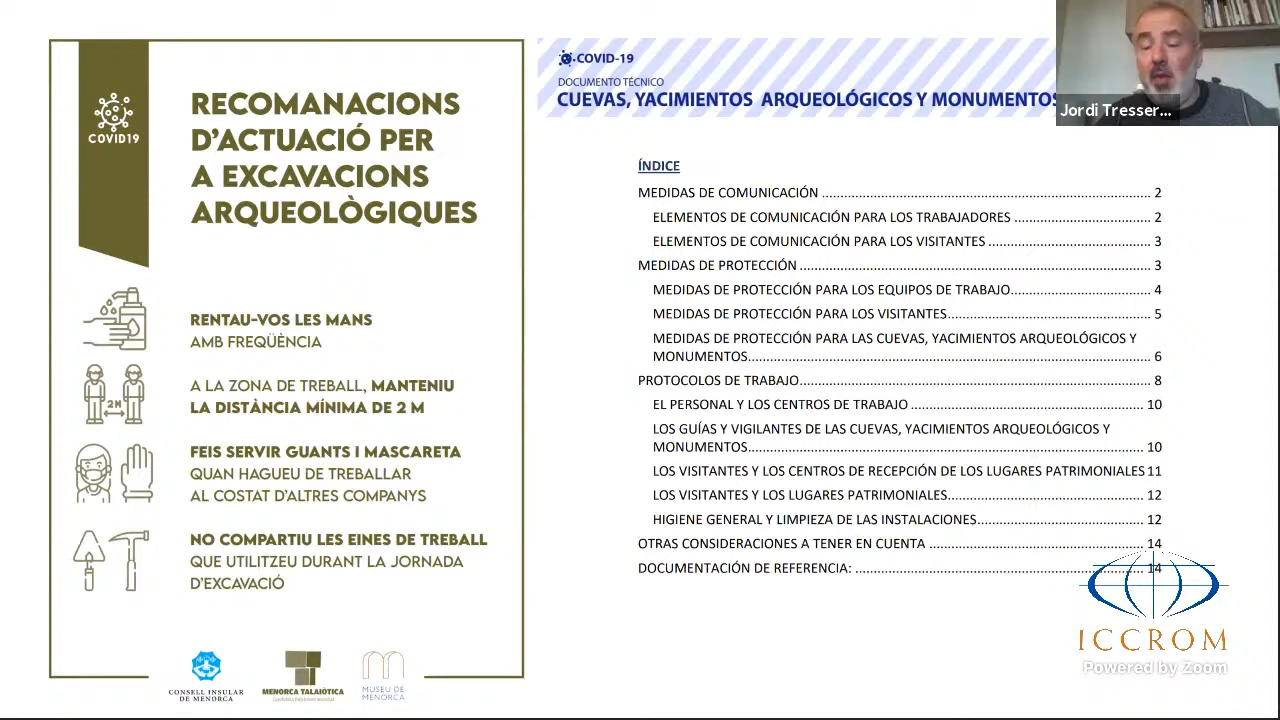 COVID19
RECOMANACIONS
D'ACTUACIÓ PER
A EXCAVACIONS
ARQUEOLÒGIQUES
RENTAU-VOS LES MANS
AMB FREQÜÈNCIA
2M
A LA ZONA DE TREBALL, MANTENIU
LA DISTÀNCIA MÍNIMA DE 2 M
FEIS SERVIR GUANTS I MASCARETA
QUAN HAGUEU DE TREBALLAR
AL COSTAT D'ALTRES COMPANYS
NO COMPARTIU LES EINES DE TREBALL
QUE UTILITZEU DURANT LA JORNADA
D'EXCAVACIÓ
CONSELL INSULAR
DE MENORCA
MENORCA TALAIÒTICA
MUSEU DE
MENORCA
COVID-19
DOCUMENTO TÉCNICO
CUEVAS, YACIMIENTOS ARQUEOLÓGICOS Y MONUMENTOS
Jordi Tresser...
ÍNDICE
MEDIDAS DE COMUNICACIÓN ... 2
ELEMENTOS DE COMUNICACIÓN PARA LOS TRABAJADORES ... 2
ELEMENTOS DE COMUNICACIÓN PARA LOS VISITANTES ... 3
MEDIDAS DE PROTECCIÓN ... 3
MEDIDAS DE PROTECCIÓN PARA LOS EQUIPOS DE TRABAJO... 4
MEDIDAS DE PROTECCIÓN PARA LOS VISITANTES... 5
MEDIDAS DE PROTECCIÓN PARA LAS CUEVAS, YACIMIENTOS ARQUEOLÓGICOS Y
MONUMENTOS... 6
PROTOCOLOS DE TRABAJO... 8
EL PERSONAL Y LOS CENTROS DE TRABAJO ... 10
LOS GUÍAS Y VIGILANTES DE LAS CUEVAS, YACIMIENTOS ARQUEOLÓGICOS Y
MONUMENTOS... 10
LOS VISITANTES Y LOS CENTROS DE RECEPCIÓN DE LOS LUGARES PATRIMONIALES 11
LOS VISITANTES Y LOS LUGARES PATRIMONIALES... 12
HIGIENE GENERAL Y LIMPIEZA DE LAS INSTALACIONES... 12
OTRAS CONSIDERACIONES A TENER EN CUENTA ... 14
DOCUMENTACIÓN DE REFERENCIA: ... 14
ICCROM
Powered by Zoom